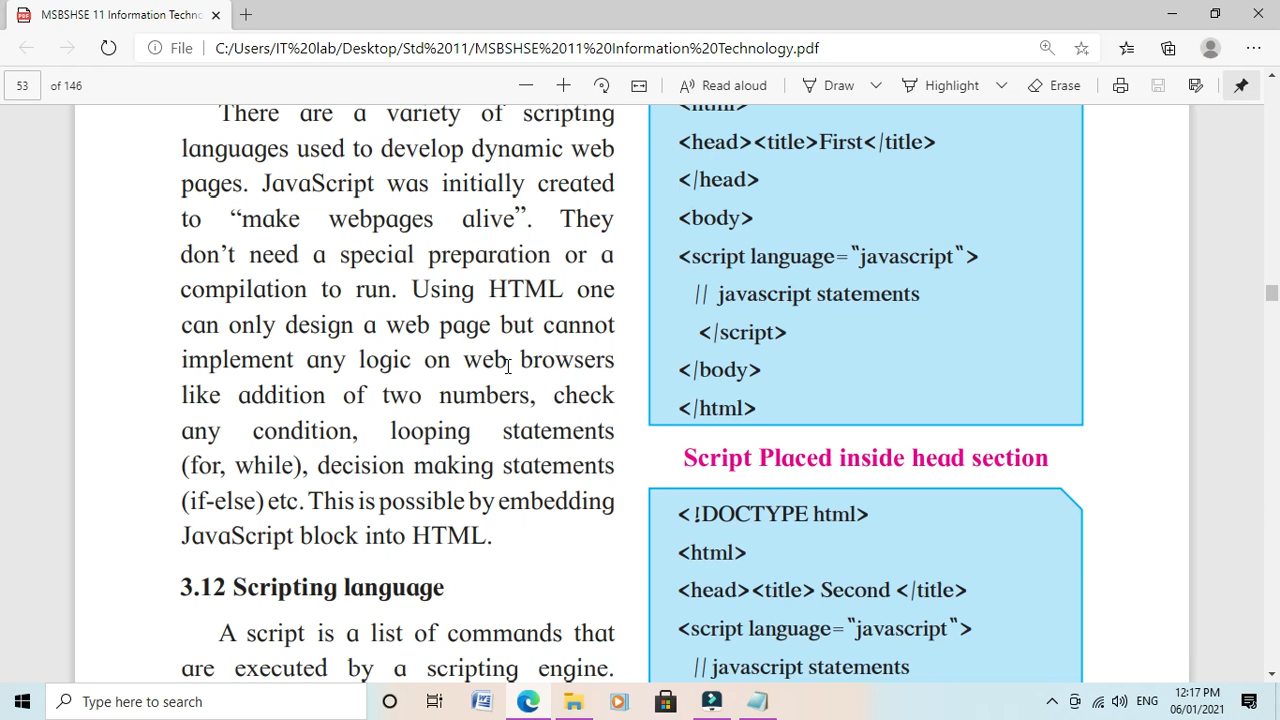 MSBSHSE 11 Information Techno
File
C:/Users/IT%20lab/Desktop/Std%2011/MSBSHSE%2011%20Information%20Technology.pdf
53 of 146
Read aloud
Draw
Highlight
Erase
There are a variety of scripting
languages used to develop dynamic web
pages. JavaScript was initially created
to “make webpages alive”. They
don’t need a special preparation or a
compilation to run. Using HTML one
can only design a web page but cannot
implement any logic on web browsers
like addition of two numbers, check
any condition, looping statements
(for, while), decision making statements
(if-else) etc. This is possible by embedding
JavaScript block into HTML.
3.12 Scripting language
A script is a list of commands that
are executed by a scripting engine.
<html>
<head><title>First</title>
</head>
<body>
<script language="javascript">
// javascript statements
</script>
</body>
</html>
Script Placed inside head section
<!DOCTYPE html>
<html>
<head><title> Second </title>
<script language="javascript">
// javascript statements
Type here to search
ENG
12:17 PM
06/01/2021